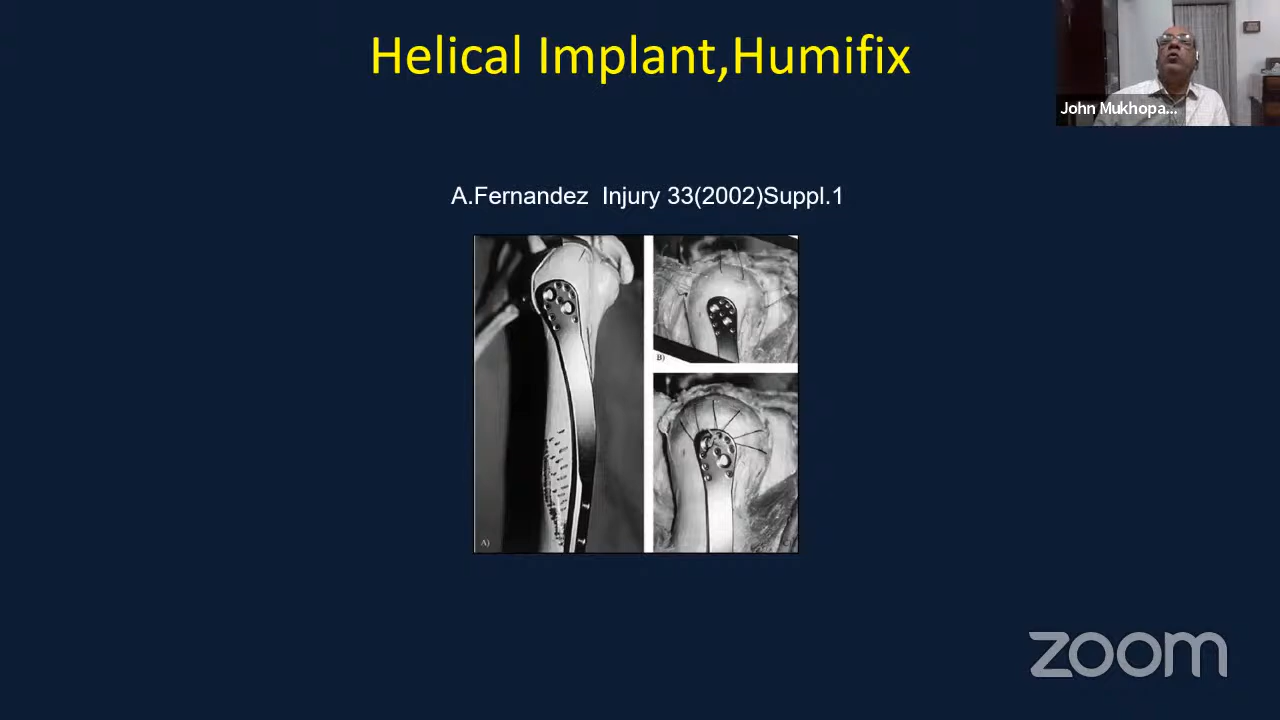 Helical Implant,Humifix
John Mukhopa...
A.Fernandez Injury 33(2002)Suppl.1
B)
A)
zoom